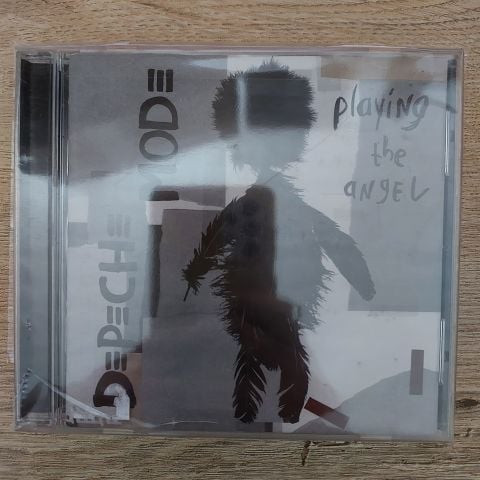 DEPECHE MODE
playing
the
ANGEL